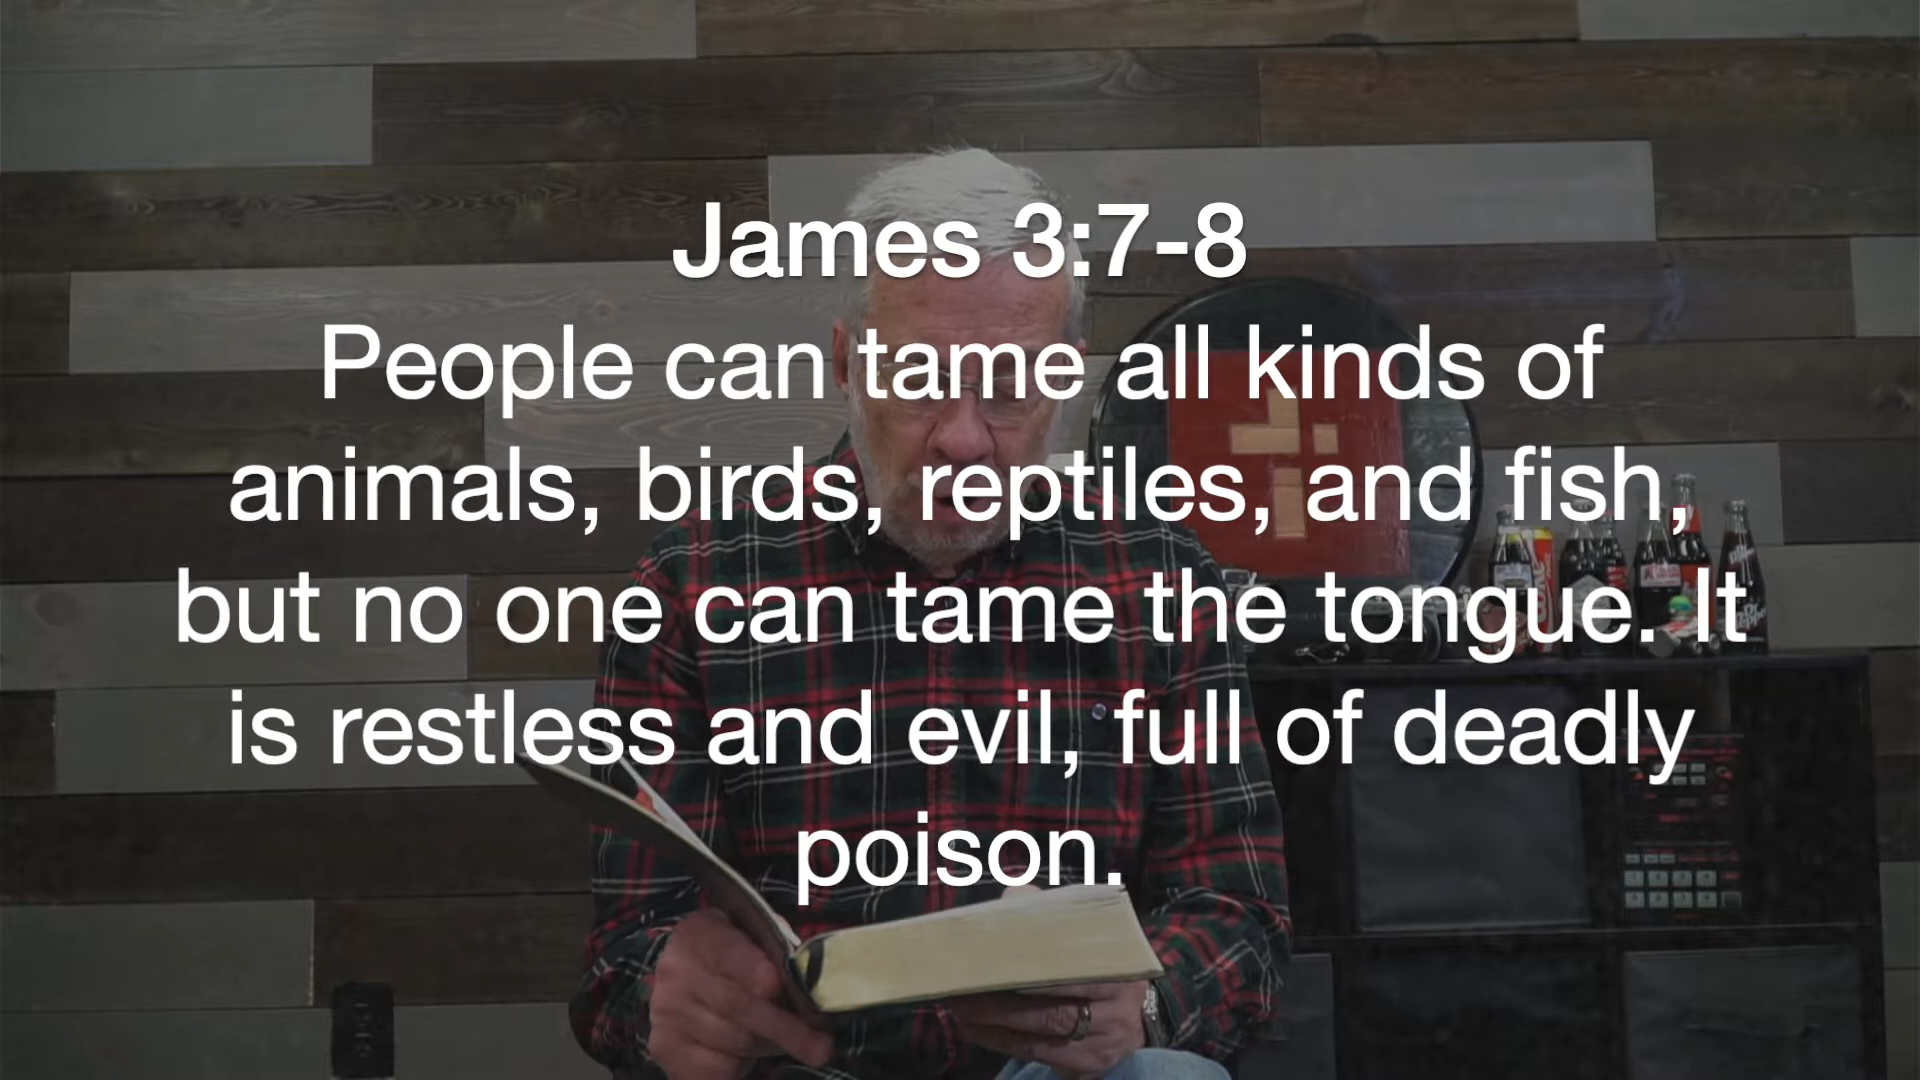 James 3:7-8
People can tame all kinds of
animals, birds, reptiles, and fish,
but no one can tame the tongue. It
is restless and evil, full of deadly
poison.